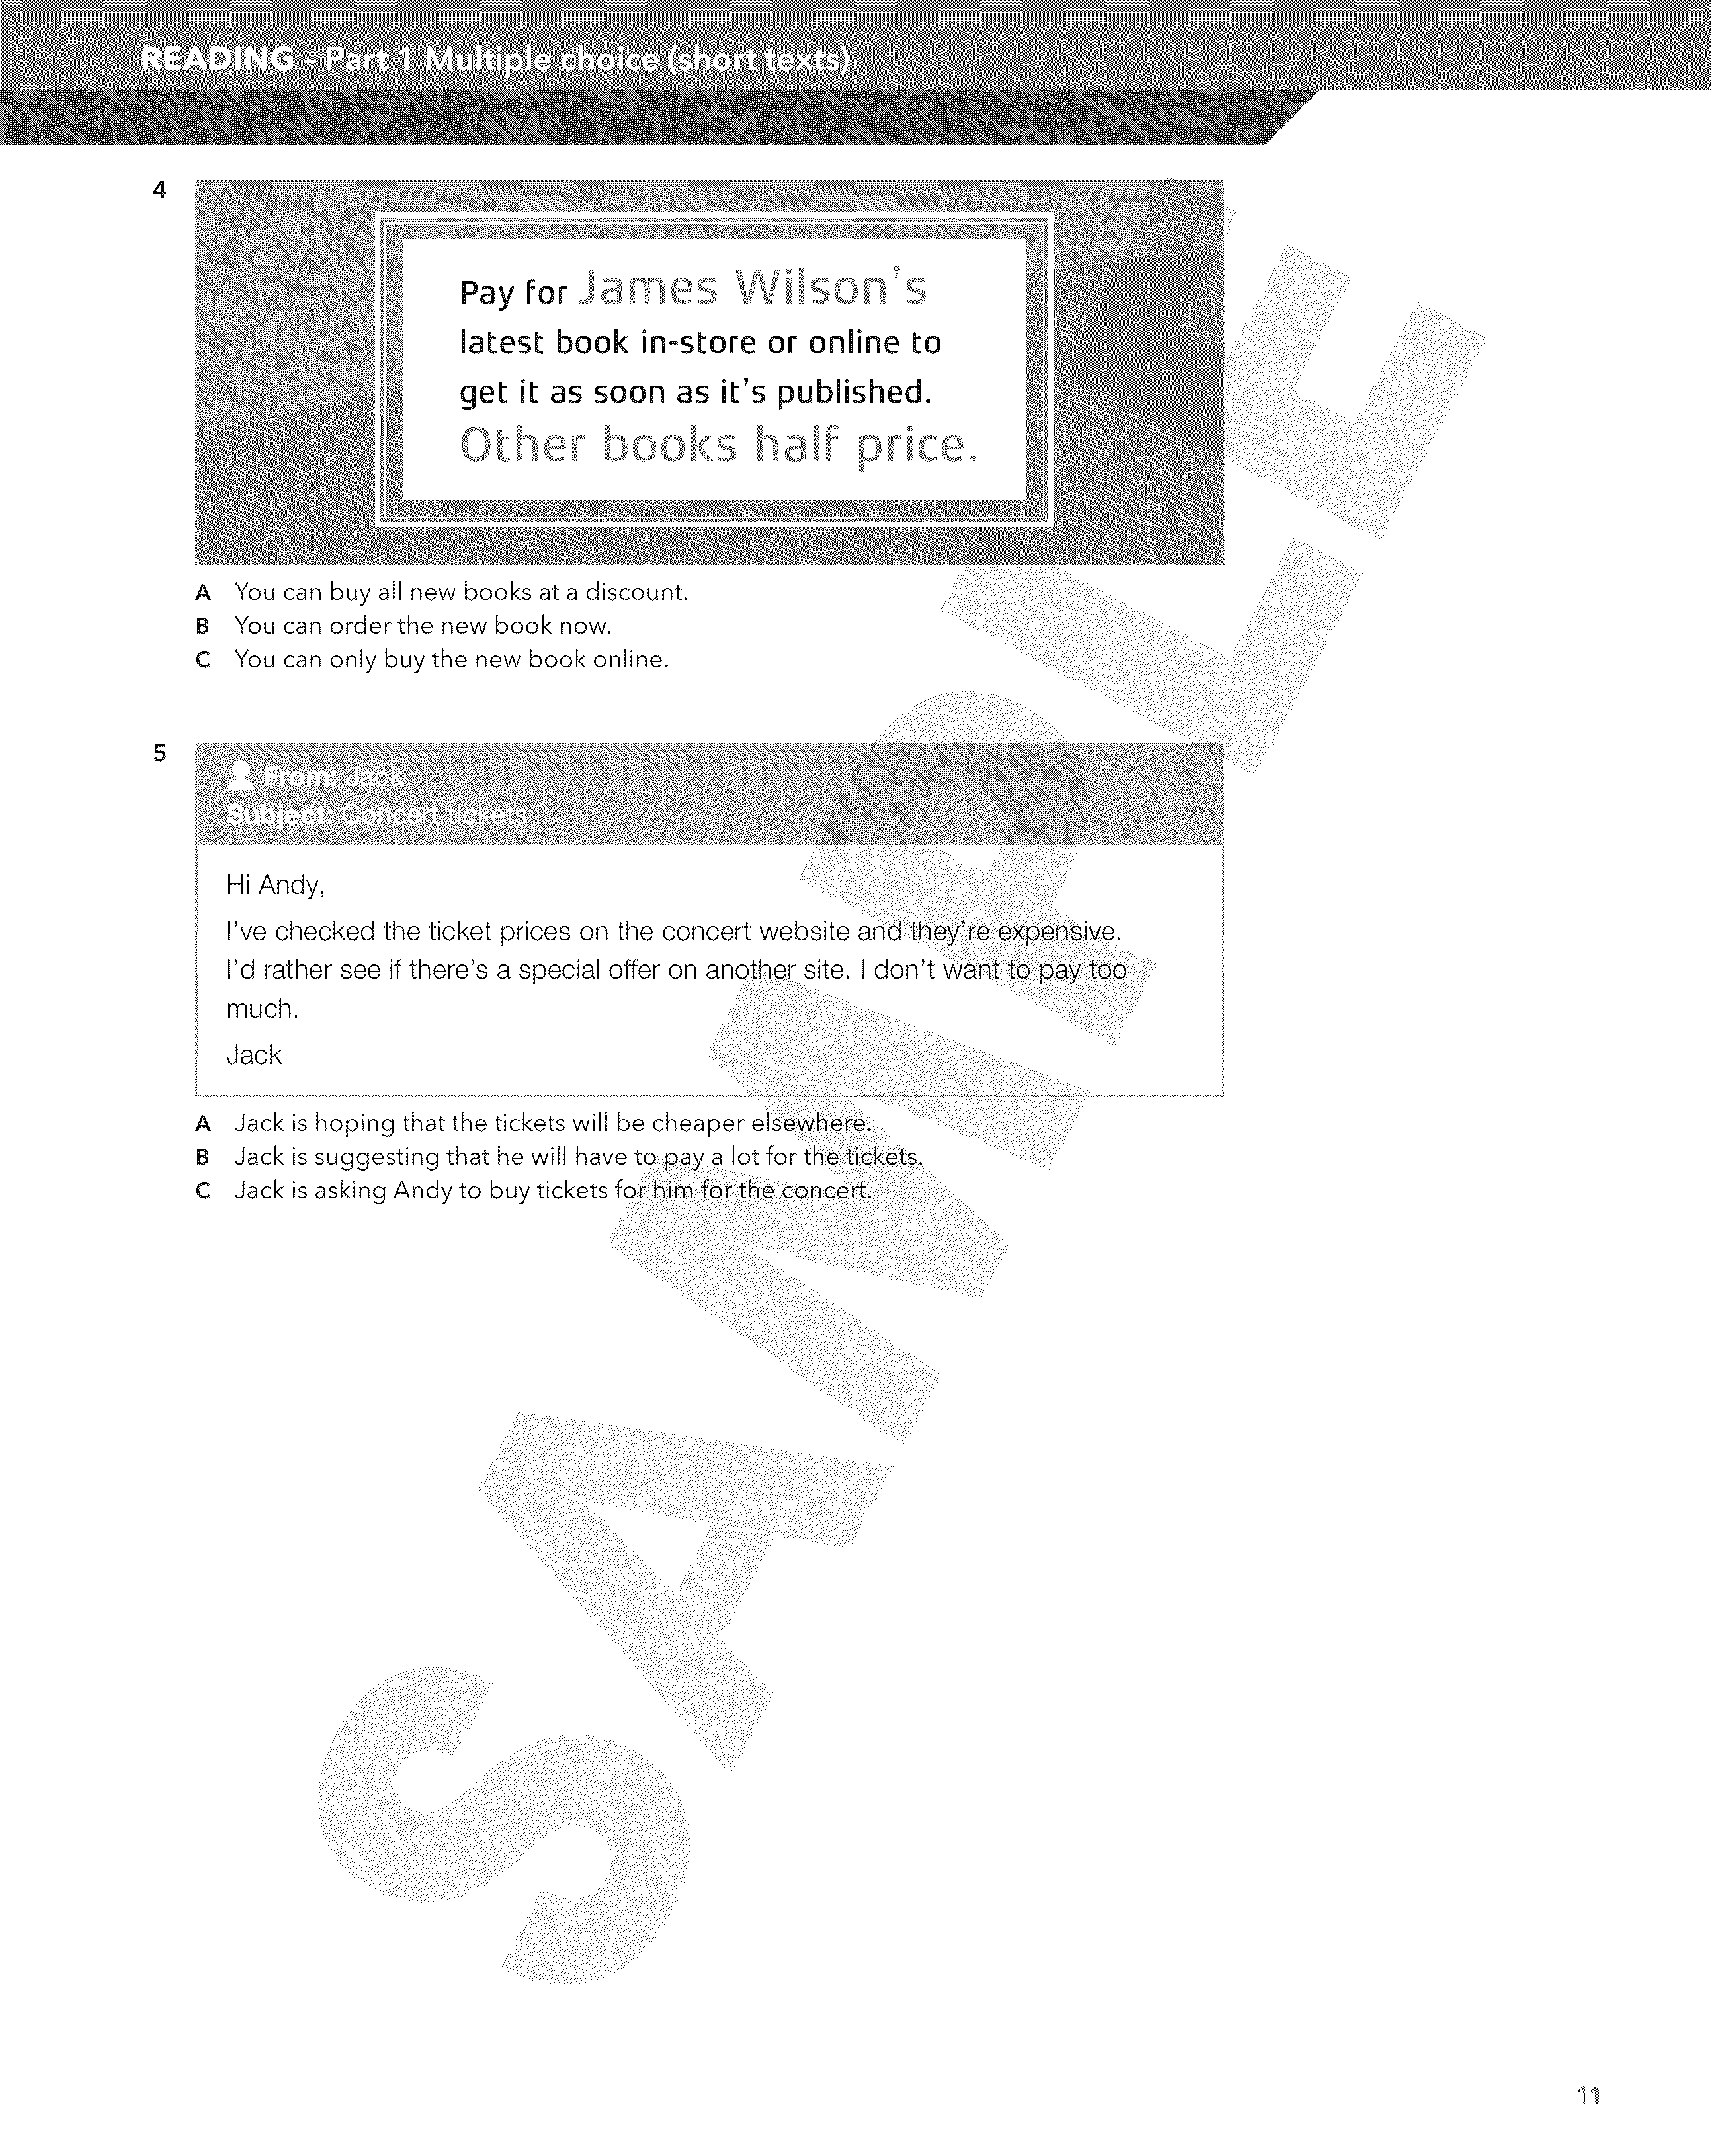 READING – Part 1 Multiple choice (short texts)
4
Pay for James Wilson's
latest book in-store or online to
get it as soon as it's published.
Other books half price.
A You can buy all new books at a discount.
B You can order the new book now.
C You can only buy the new book online.
5
From: Jack
Subject: Concert tickets
Hi Andy,
I've checked the ticket prices on the concert website and they're expensive.
I'd rather see if there's a special offer on another site. I don't want to pay too
much.
Jack
A Jack is hoping that the tickets will be cheaper elsewhere.
B Jack is suggesting that he will have to pay a lot for the tickets.
C Jack is asking Andy to buy tickets for him for the concert.
SAMPLE
11